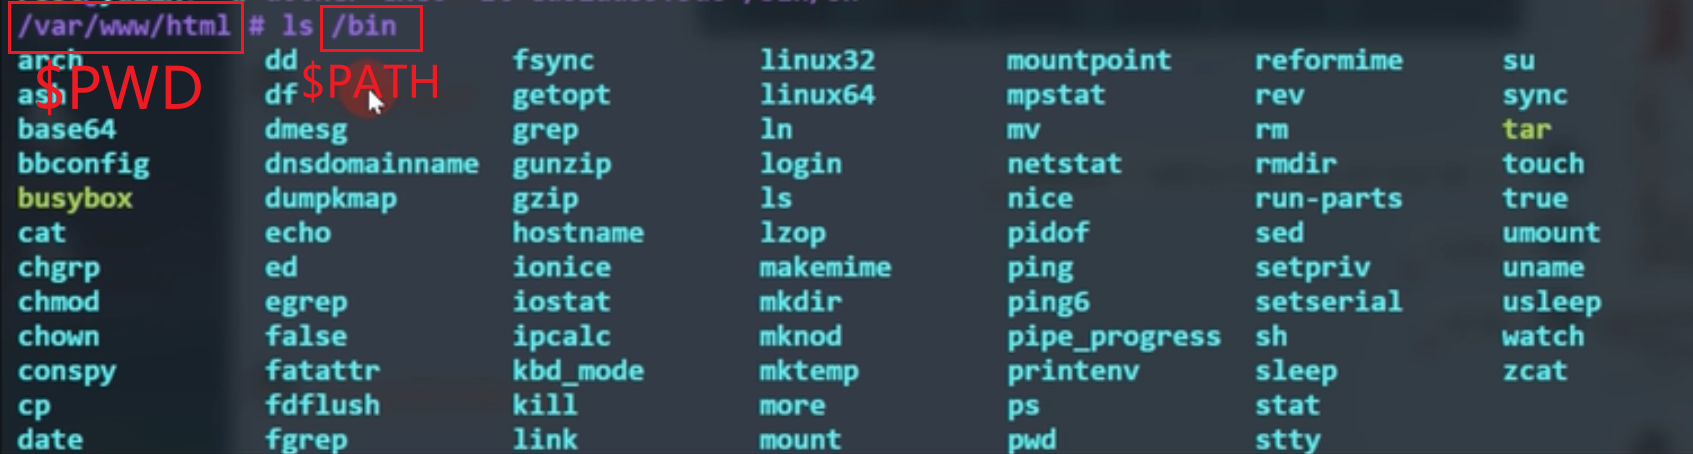 /var/www/html # ls /bin
arch dd fsync linux32 mountpoint reformime su
$PWD $PATH
ash df getopt linux64 mpstat rev sync
base64 dmesg grep ln mv rm tar
bbconfig dnsdomainname gunzip login netstat rmdir touch
busybox dumpkmap gzip ls nice run-parts true
cat echo hostname lzop pidof sed umount
chgrp ed ionice makemime ping setpriv uname
chmod egrep iostat mkdir ping6 setserial usleep
chown false ipcalc mknod pipe_progress sh watch
conspy fatattr kbd_mode mktemp printenv sleep zcat
cp fdflush kill more ps stat
date fgrep link mount pwd stty